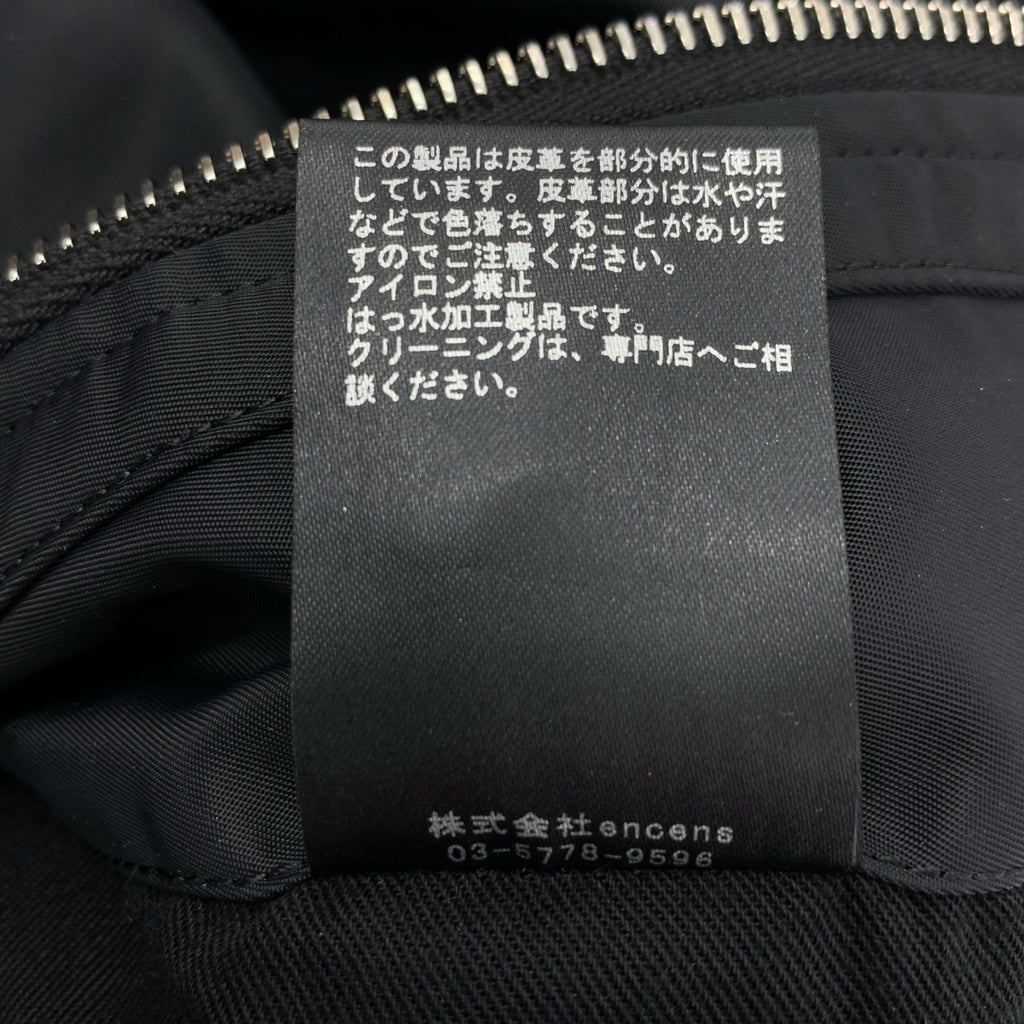 この製品は皮革を部分的に使用
しています。皮革部分は水や汗
などで色落ちすることがありま
すのでご注意ください。
アイロン禁止
はっ水加工製品です。
クリーニングは、専門店へご相
談ください。
株式会社encens
03-5778-9596